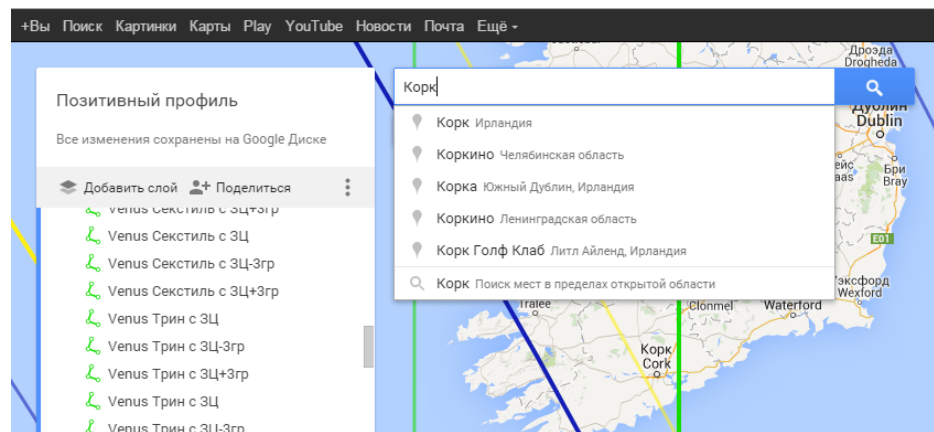 +Вы Поиск Картинки Карты Play YouTube Новости Почта Ещё
Позитивный профиль
Все изменения сохранены на Google Диске
Добавить слой Поделиться
Venus Секстиль с ЗЦ+3гр
Venus Секстиль с ЗЦ
Venus Секстиль с ЗЦ-3гр
Venus Секстиль с ЗЦ+3гр
Venus Трин с ЗЦ
Venus Трин с ЗЦ-3гр
Venus Трин с ЗЦ+3гр
Venus Трин с ЗЦ
Venus Трин с ЗЦ-3гр
Корк
Корк Ирландия
Коркино Челябинская область
Корка Южный Дублин, Ирландия
Коркино Ленинградская область
Корк Голф Клаб Литл Айленд, Ирландия
Корк Поиск мест в пределах открытой области
Дрозда
Drogheda
Дублин
Dublin
Бри
Bray
E01
Wexford
Tralee
Clonmel
Waterford
Корк
Cork